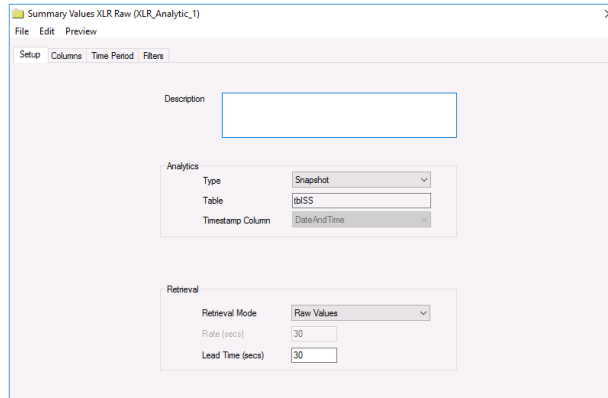 Summary Values XLR Raw (XLR_Analytic_1)
File Edit Preview
Setup Columns Time Period Filters
Description
Analytics
Type Snapshot
Table tblSS
Timestamp Column DateAndTime
Retrieval
Retrieval Mode Raw Values
Rate (secs) 30
Lead Time (secs) 30